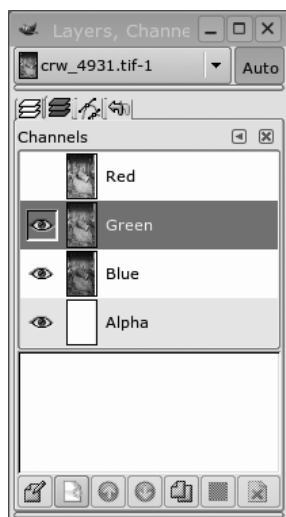 Layers, Channe
crw_4931.tif-1
Auto
Channels
Red
Green
Blue
Alpha